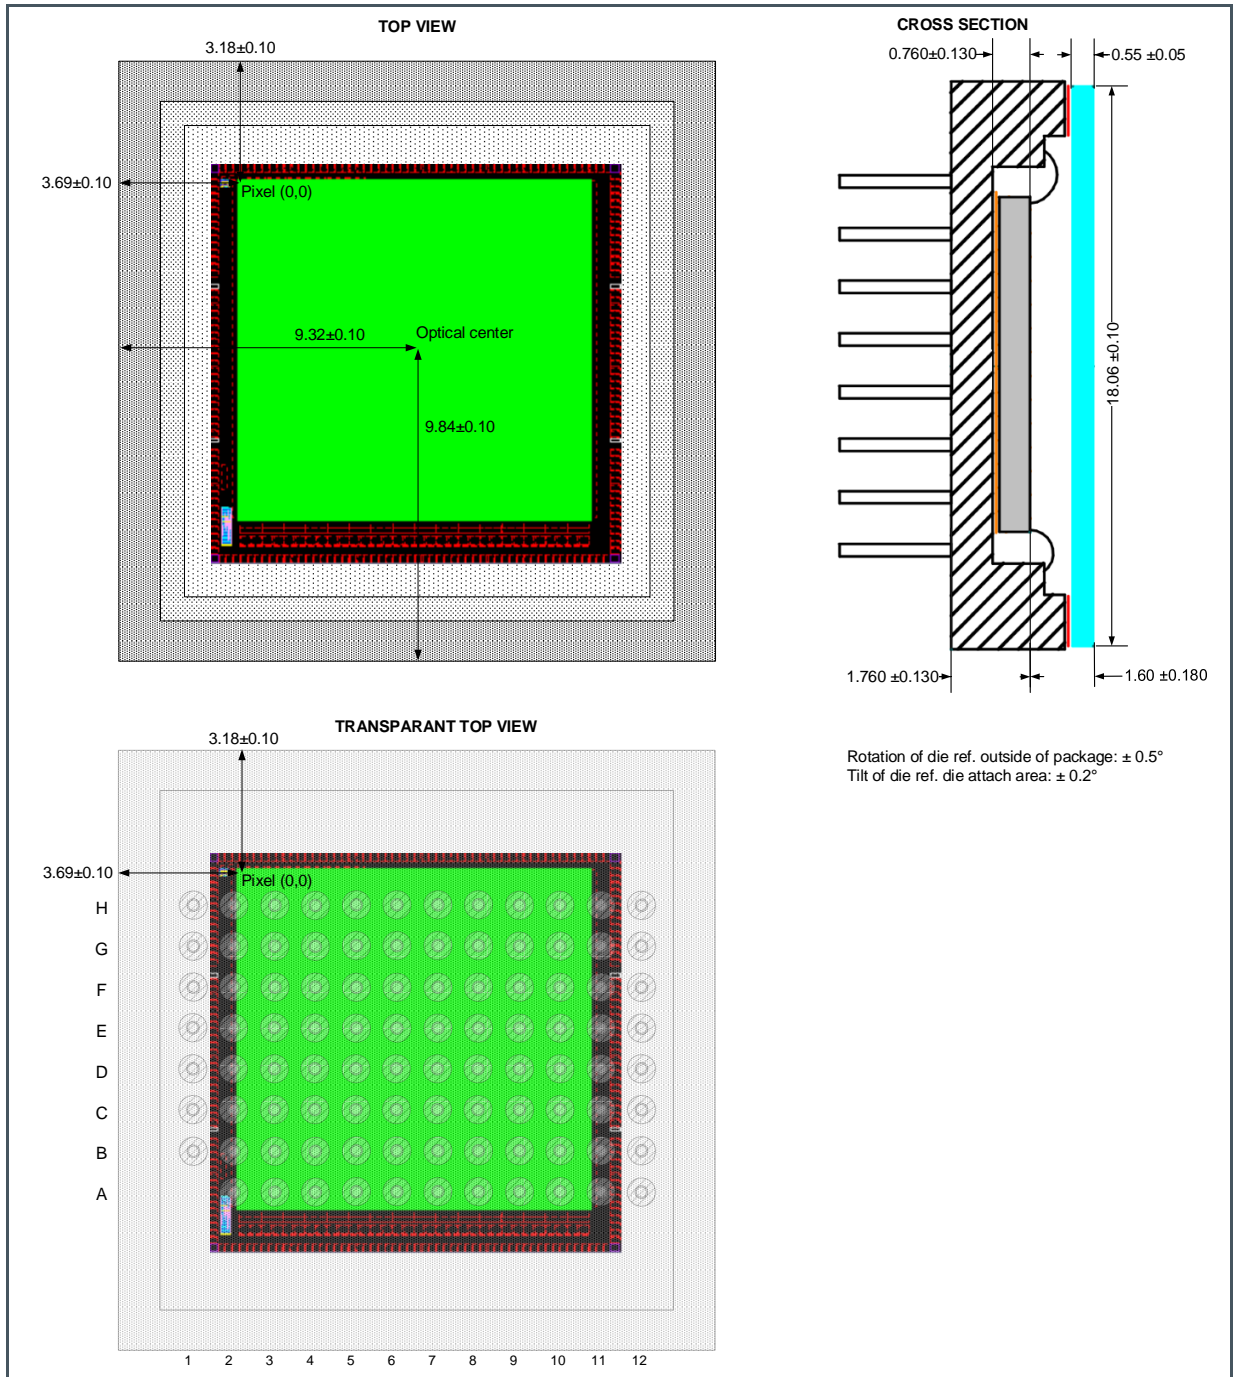 TOP VIEW
3.18±0.10
3.69±0.10
Pixel (0,0)
9.32±0.10
Optical center
9.84±0.10
CROSS SECTION
0.760±0.130
0.55 ±0.05
18.06 ±0.10
1.760 ±0.130
1.60 ±0.180
TRANSPARANT TOP VIEW
3.18±0.10
3.69±0.10
Pixel (0,0)
H
G
F
E
D
C
B
A
1 2 3 4 5 6 7 8 9 10 11 12
Rotation of die ref. outside of package: ± 0.5°
Tilt of die ref. die attach area: ± 0.2°